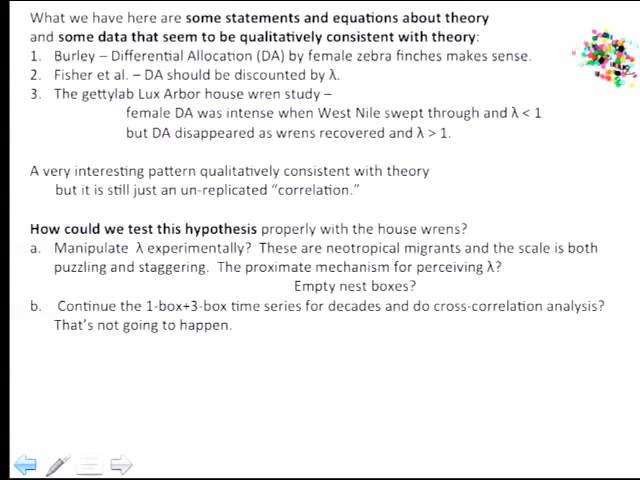 What we have here are some statements and equations about theory
and some data that seem to be qualitatively consistent with theory:
1. Burley – Differential Allocation (DA) by female zebra finches makes sense.
2. Fisher et al. – DA should be discounted by λ.
3. The gettylab Lux Arbor house wren study –
female DA was intense when West Nile swept through and λ < 1
but DA disappeared as wrens recovered and λ > 1.
A very interesting pattern qualitatively consistent with theory
but it is still just an un-replicated “correlation.”
How could we test this hypothesis properly with the house wrens?
a. Manipulate λ experimentally? These are neotropical migrants and the scale is both
puzzling and staggering. The proximate mechanism for perceiving λ?
Empty nest boxes?
b. Continue the 1-box+3-box time series for decades and do cross-correlation analysis?
That’s not going to happen.